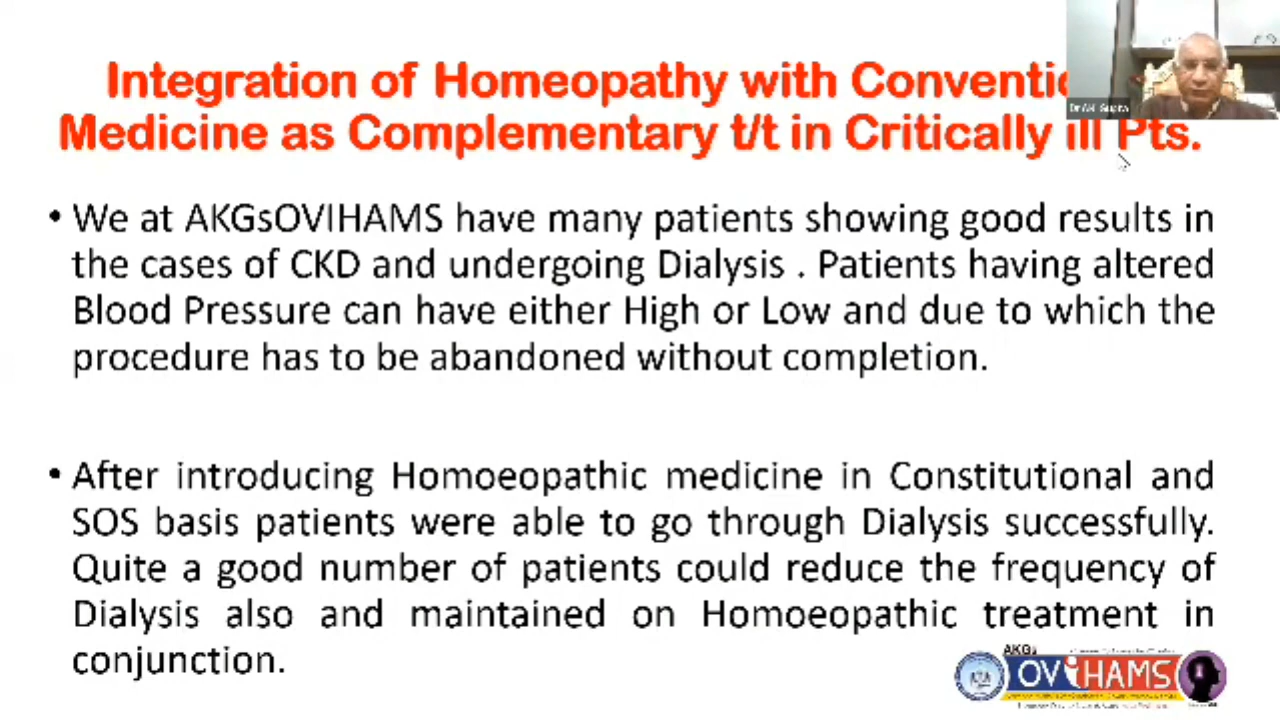 Integration of Homeopathy with Conventio
Medicine as Complementary t/t in Critically ill Pts.
• We at AKGsOVIHAMS have many patients showing good results in
the cases of CKD and undergoing Dialysis . Patients having altered
Blood Pressure can have either High or Low and due to which the
procedure has to be abandoned without completion.
• After introducing Homoeopathic medicine in Constitutional and
SOS basis patients were able to go through Dialysis successfully.
Quite a good number of patients could reduce the frequency of
Dialysis also and maintained on Homoeopathic treatment in
conjunction.
AKGs
OViHAMS
Gupta